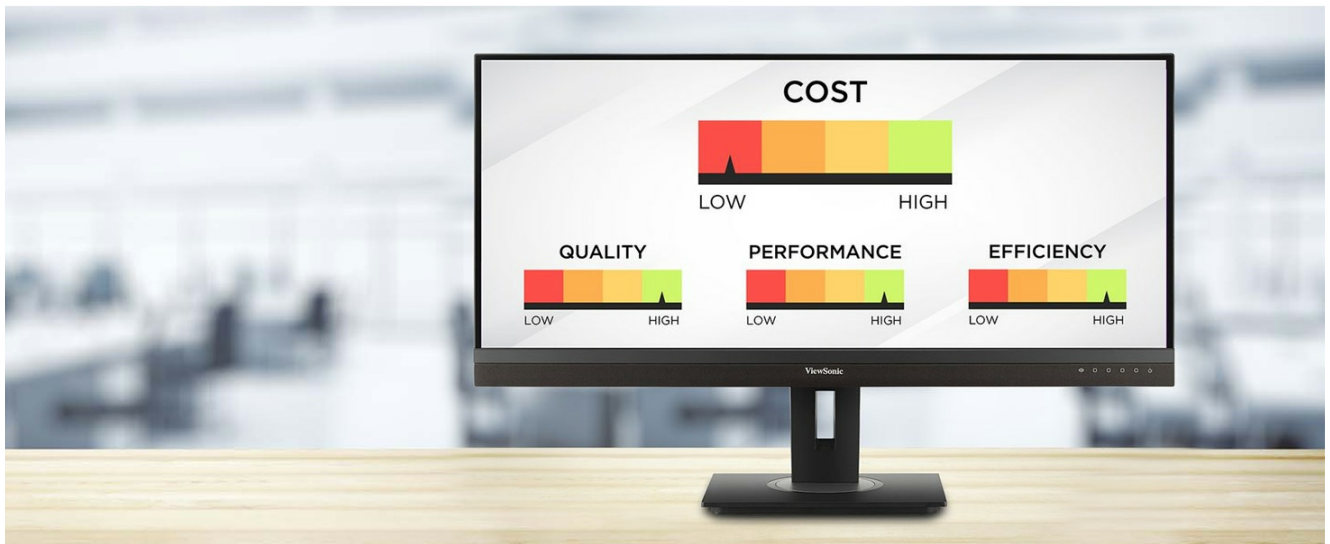 COST
LOW HIGH
QUALITY PERFORMANCE EFFICIENCY
LOW HIGH LOW HIGH LOW HIGH
ViewSonic